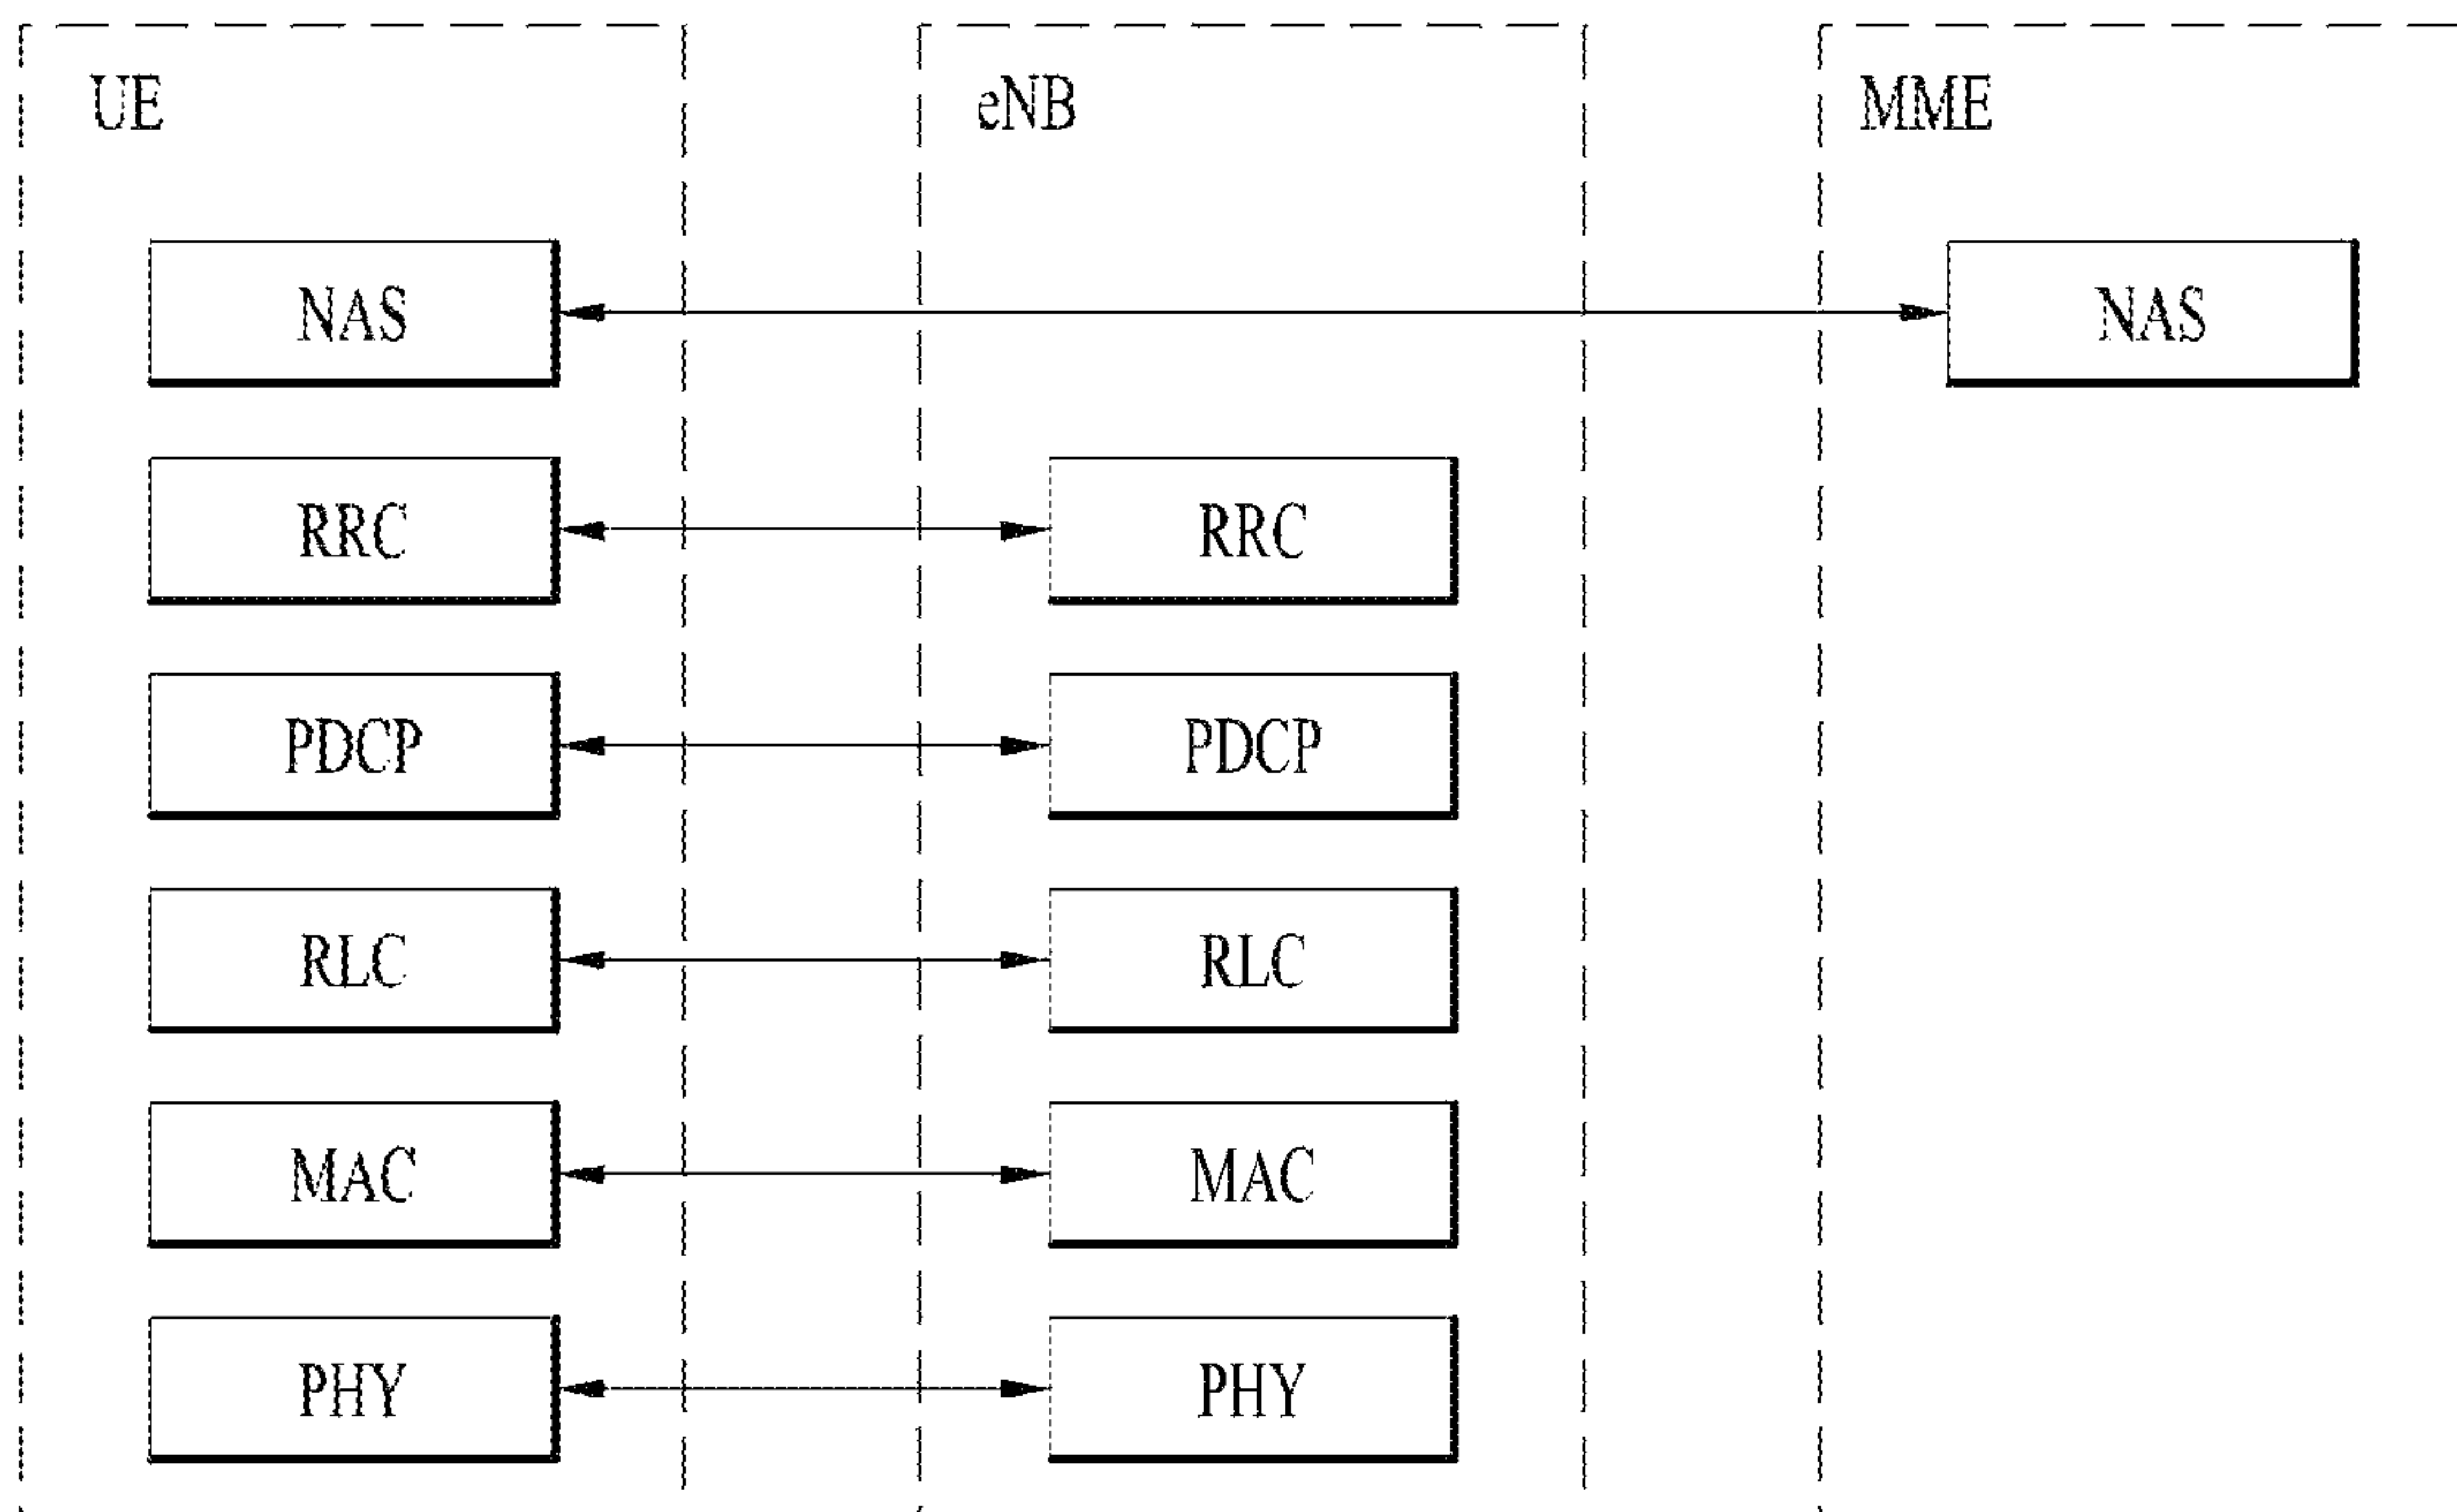 UE eNB MME
NAS NAS
RRC RRC
PDCP PDCP
RLC RLC
MAC MAC
PHY PHY